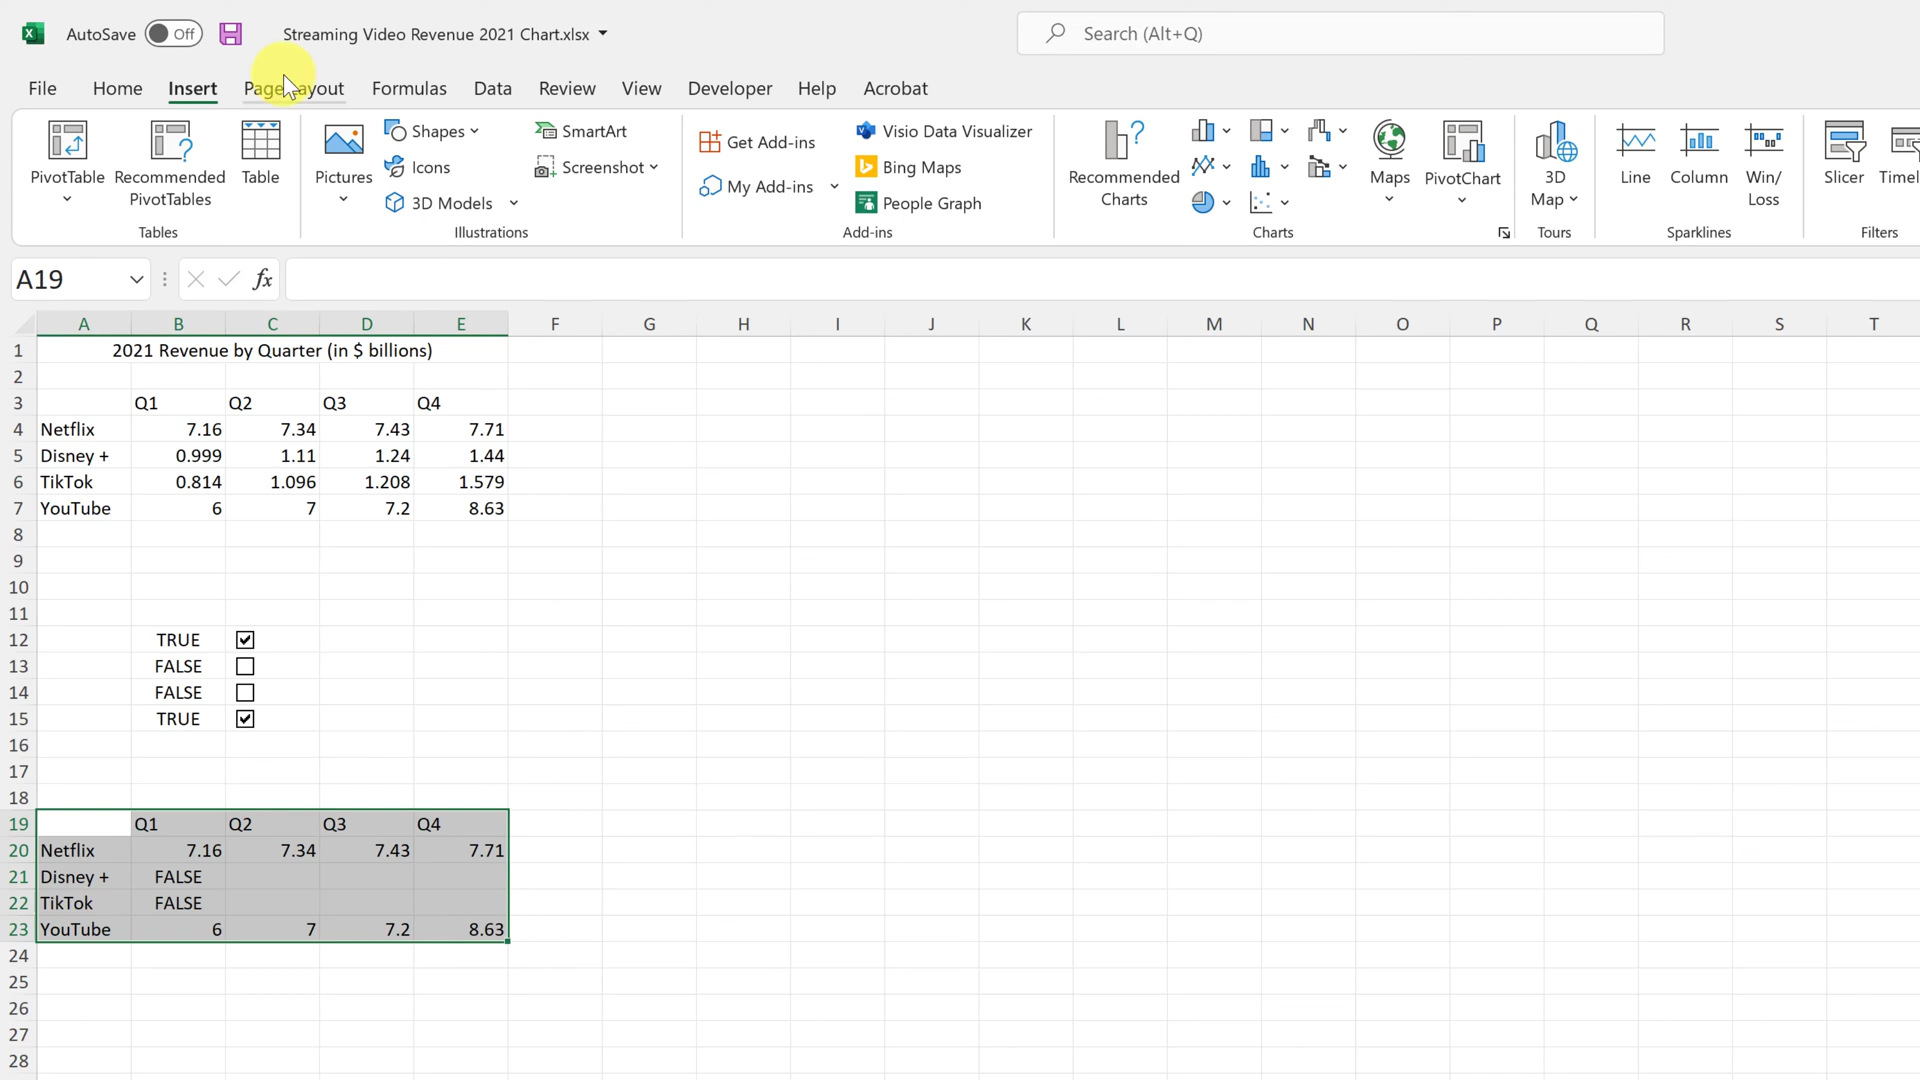 AutoSave Off Streaming Video Revenue 2021 Chart.xlsx Search (Alt+Q)
File Home Insert Page Layout Formulas Data Review View Developer Help Acrobat
PivotTable
Recommended PivotTables
Table
Tables
Pictures
Shapes
Icons
3D Models
SmartArt
Screenshot
Illustrations
Get Add-ins
My Add-ins
Visio Data Visualizer
Bing Maps
People Graph
Add-ins
Recommended Charts
Maps
PivotChart
Charts
3D Map
Tours
Line
Column
Win/ Loss
Sparklines
Slicer
Timel
Filters
A19 fx
A B C D E F G H I J K L M N O P Q R S T
1 2021 Revenue by Quarter (in $ billions)
2
3 Q1 Q2 Q3 Q4
4 Netflix 7.16 7.34 7.43 7.71
5 Disney + 0.999 1.11 1.24 1.44
6 TikTok 0.814 1.096 1.208 1.579
7 YouTube 6 7 7.2 8.63
8
9
10
11
12 TRUE
13 FALSE
14 FALSE
15 TRUE
16
17
18
19 Q1 Q2 Q3 Q4
20 Netflix 7.16 7.34 7.43 7.71
21 Disney + FALSE
22 TikTok FALSE
23 YouTube 6 7 7.2 8.63
24
25
26
27
28